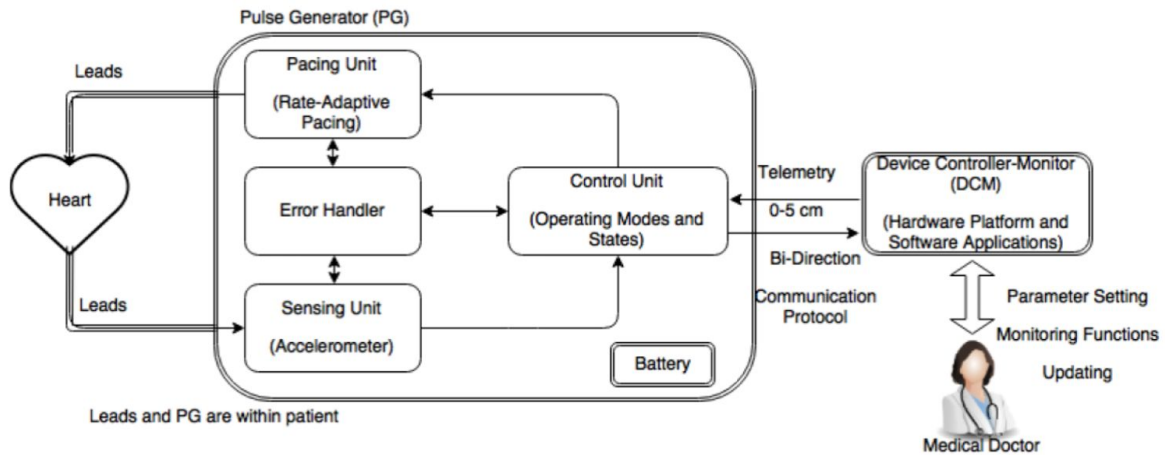 Pulse Generator (PG)
Leads
Pacing Unit
(Rate-Adaptive
Pacing)
Heart
Error Handler
Control Unit
(Operating Modes and
States)
Telemetry
0-5 cm
Bi-Direction
Communication
Protocol
Device Controller-Monitor
(DCM)
(Hardware Platform and
Software Applications)
Leads
Sensing Unit
(Accelerometer)
Battery
Parameter Setting
Monitoring Functions
Updating
Leads and PG are within patient
Medical Doctor